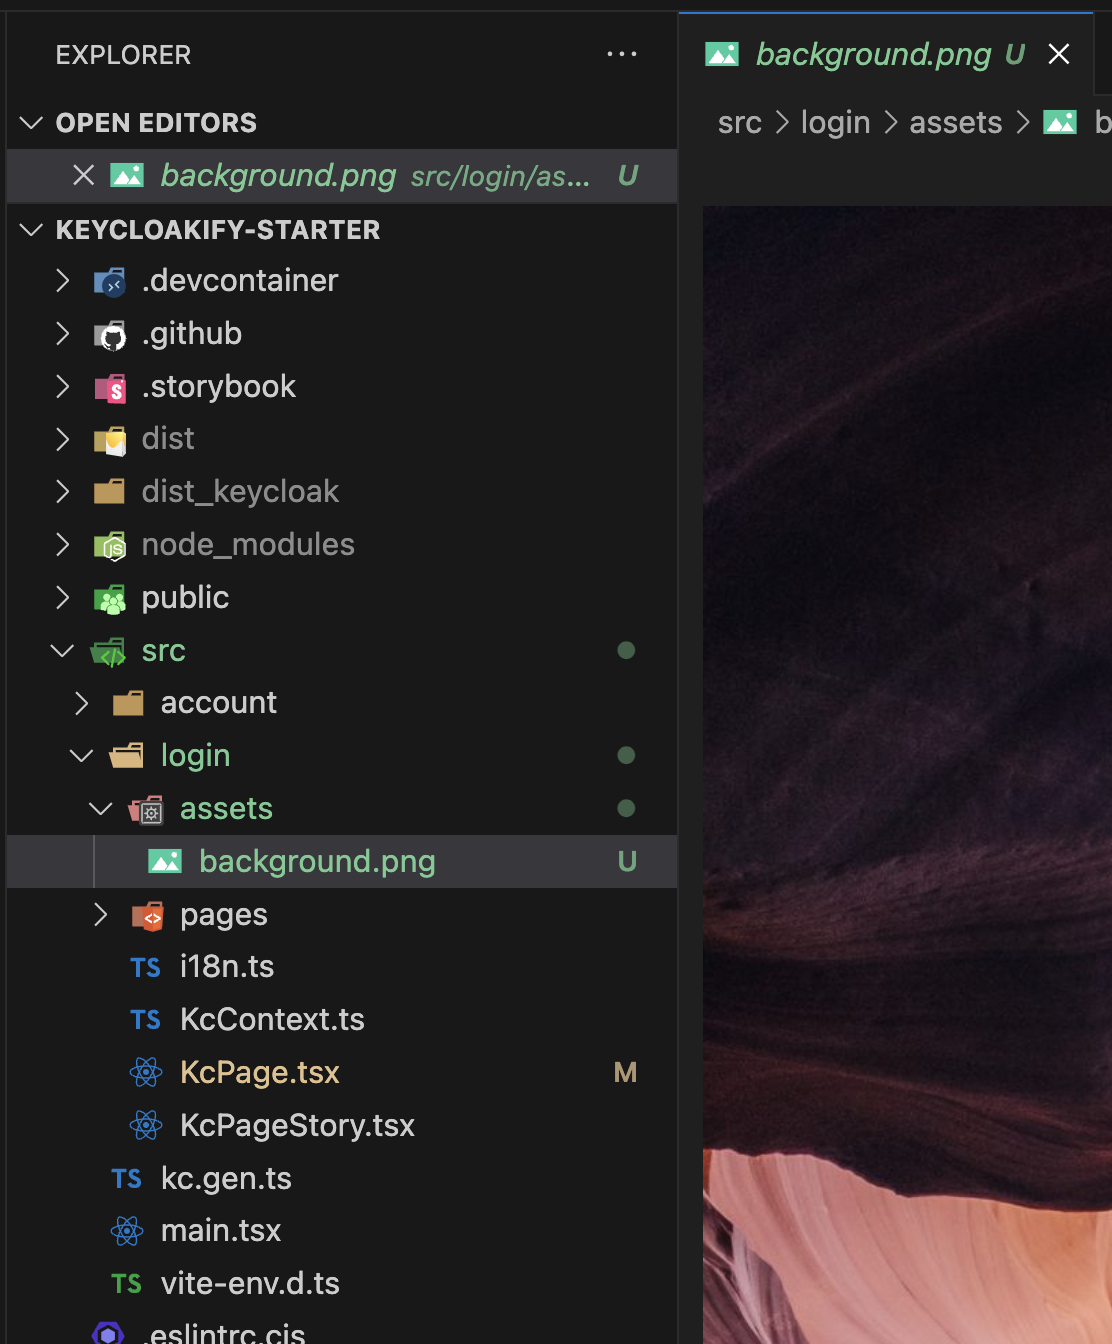 EXPLORER
OPEN EDITORS
background.png src/login/as... U
KEYCLOAKIFY-STARTER
.devcontainer
.github
.storybook
dist
dist_keycloak
node_modules
public
src
account
login
assets
background.png U
pages
TS i18n.ts
TS KcContext.ts
KcPage.tsx M
KcPageStory.tsx
TS kc.gen.ts
main.tsx
TS vite-env.d.ts
.eslintrc.cjs
background.png U
src > login > assets > b